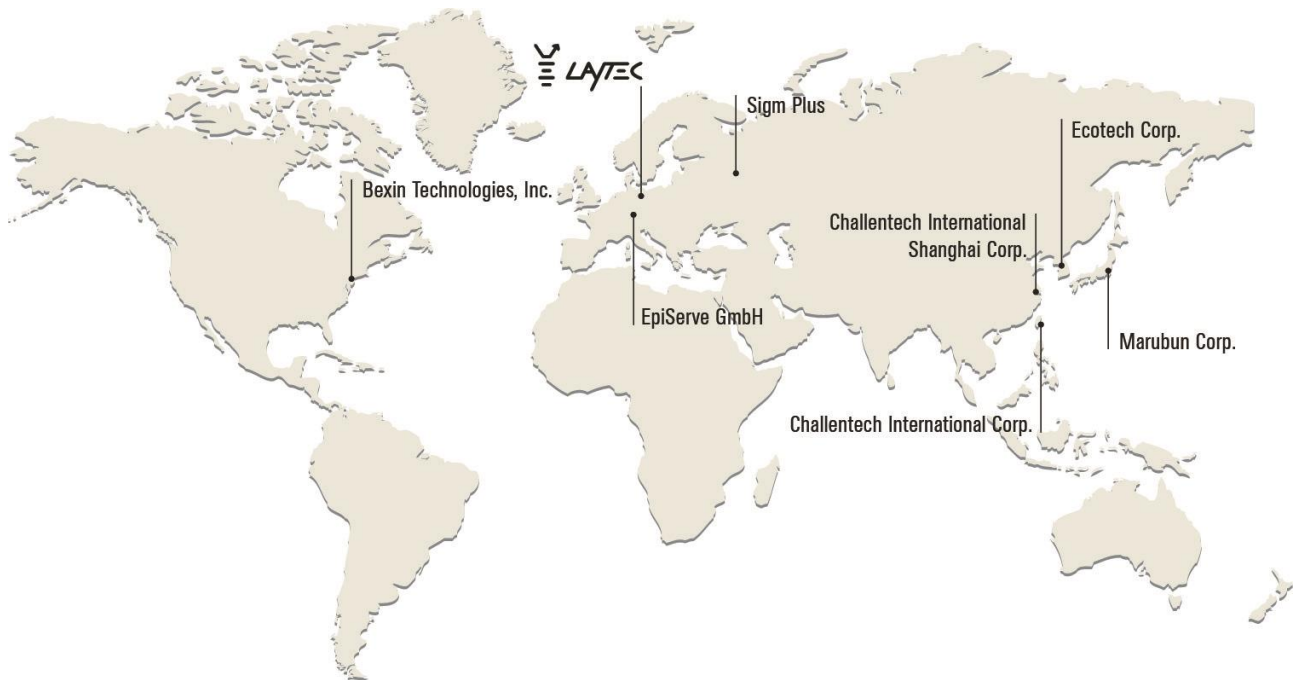 LAYTEC
Sigm Plus
Ecotech Corp.
Bexin Technologies, Inc.
Challentech International
Shanghai Corp.
EpiServe GmbH
Marubun Corp.
Challentech International Corp.